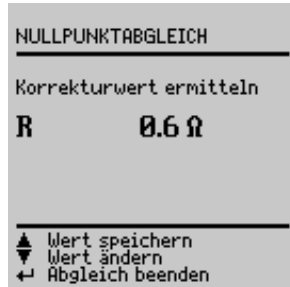 NULLPUNKTABGLEICH
Korrekturwert ermitteln
R 0.6 Ω
▲ Wert speichern
▼ Wert ändern
↵ Abgleich beenden